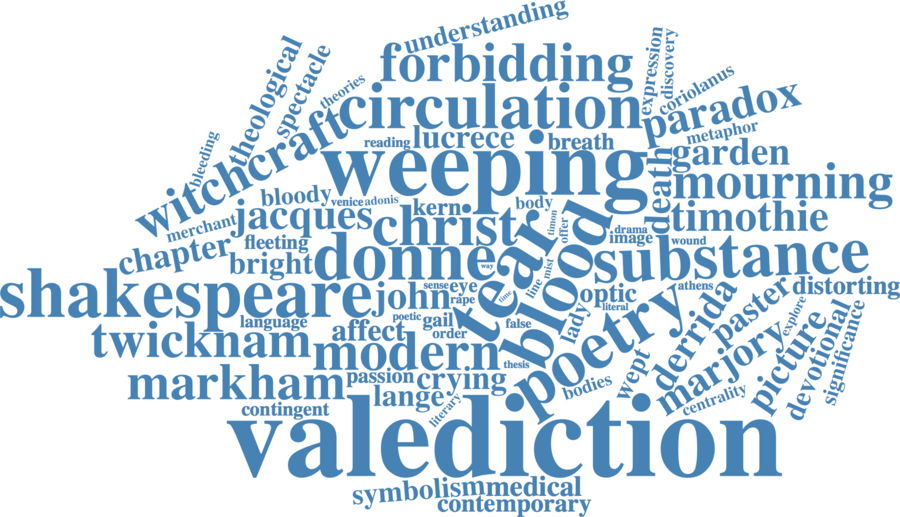 understanding
forbidding
expression
discovery
theological
spectacle
theories
circulation
coriolanus
paradox
metaphor
witchcraft
reading
lucrece
breath
bleeding
weeping
death
garden
mourning
bloody
venice
adonis
kern
body
merchant
jacques
christ
tear
timon
offer
blood
drama
image
wound
timothie
chapter
fleeting
bright
donne
way
mist
line
substance
shakespeare
john
sense
eye
rape
time
optic
literal
athens
distorting
language
poetic
gail
order
false
lady
poetry
derrida
paster
explore
twicknam
affect
modern
thesis
marjory
picture
devotional
significance
markham
passion
crying
lange
literary
bodies
wept
centrality
contingent
valediction
symbolism
medical
contemporary